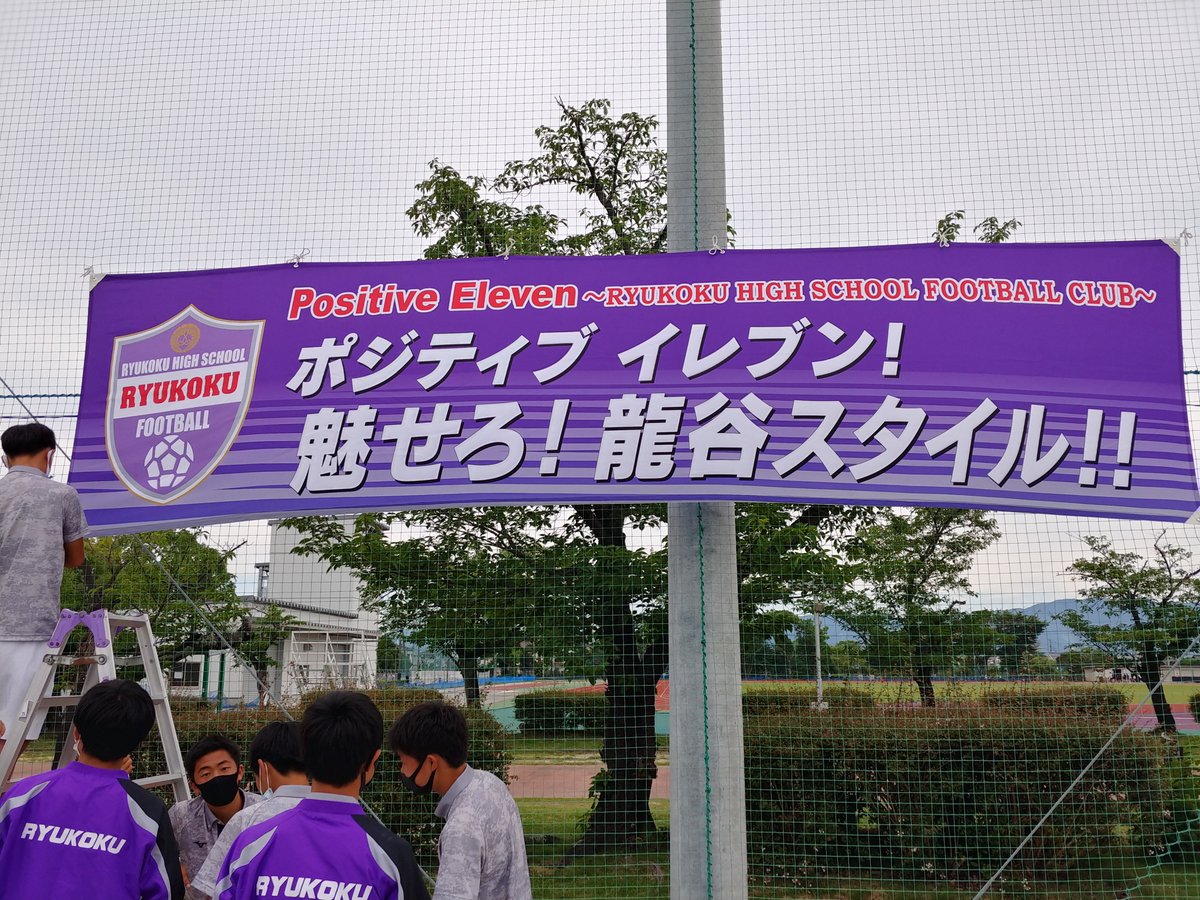 Positive Eleven ~RYUKOKU HIGH SCHOOL FOOTBALL CLUB~
ポジティブ イレブン!
魅せろ! 龍谷スタイル!!
RYUKOKU HIGH SCHOOL
RYUKOKU
FOOTBALL
RYUKOKU
RYUKOKU